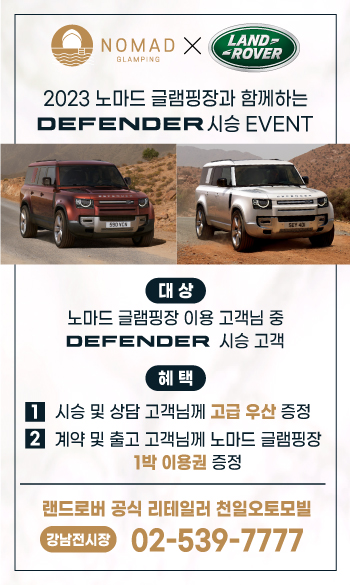 NOMAD
GLAMPING
×
LAND-
ROVER
2023 노마드 글램핑장과 함께하는
DEFENDER 시승 EVENT
대 상
노마드 글램핑장 이용 고객님 중
DEFENDER 시승 고객
혜 택
1 시승 및 상담 고객님께 고급 우산 증정
2 계약 및 출고 고객님께 노마드 글램핑장
1박 이용권 증정
랜드로버 공식 리테일러 천일오토모빌
강남전시장 02-539-7777